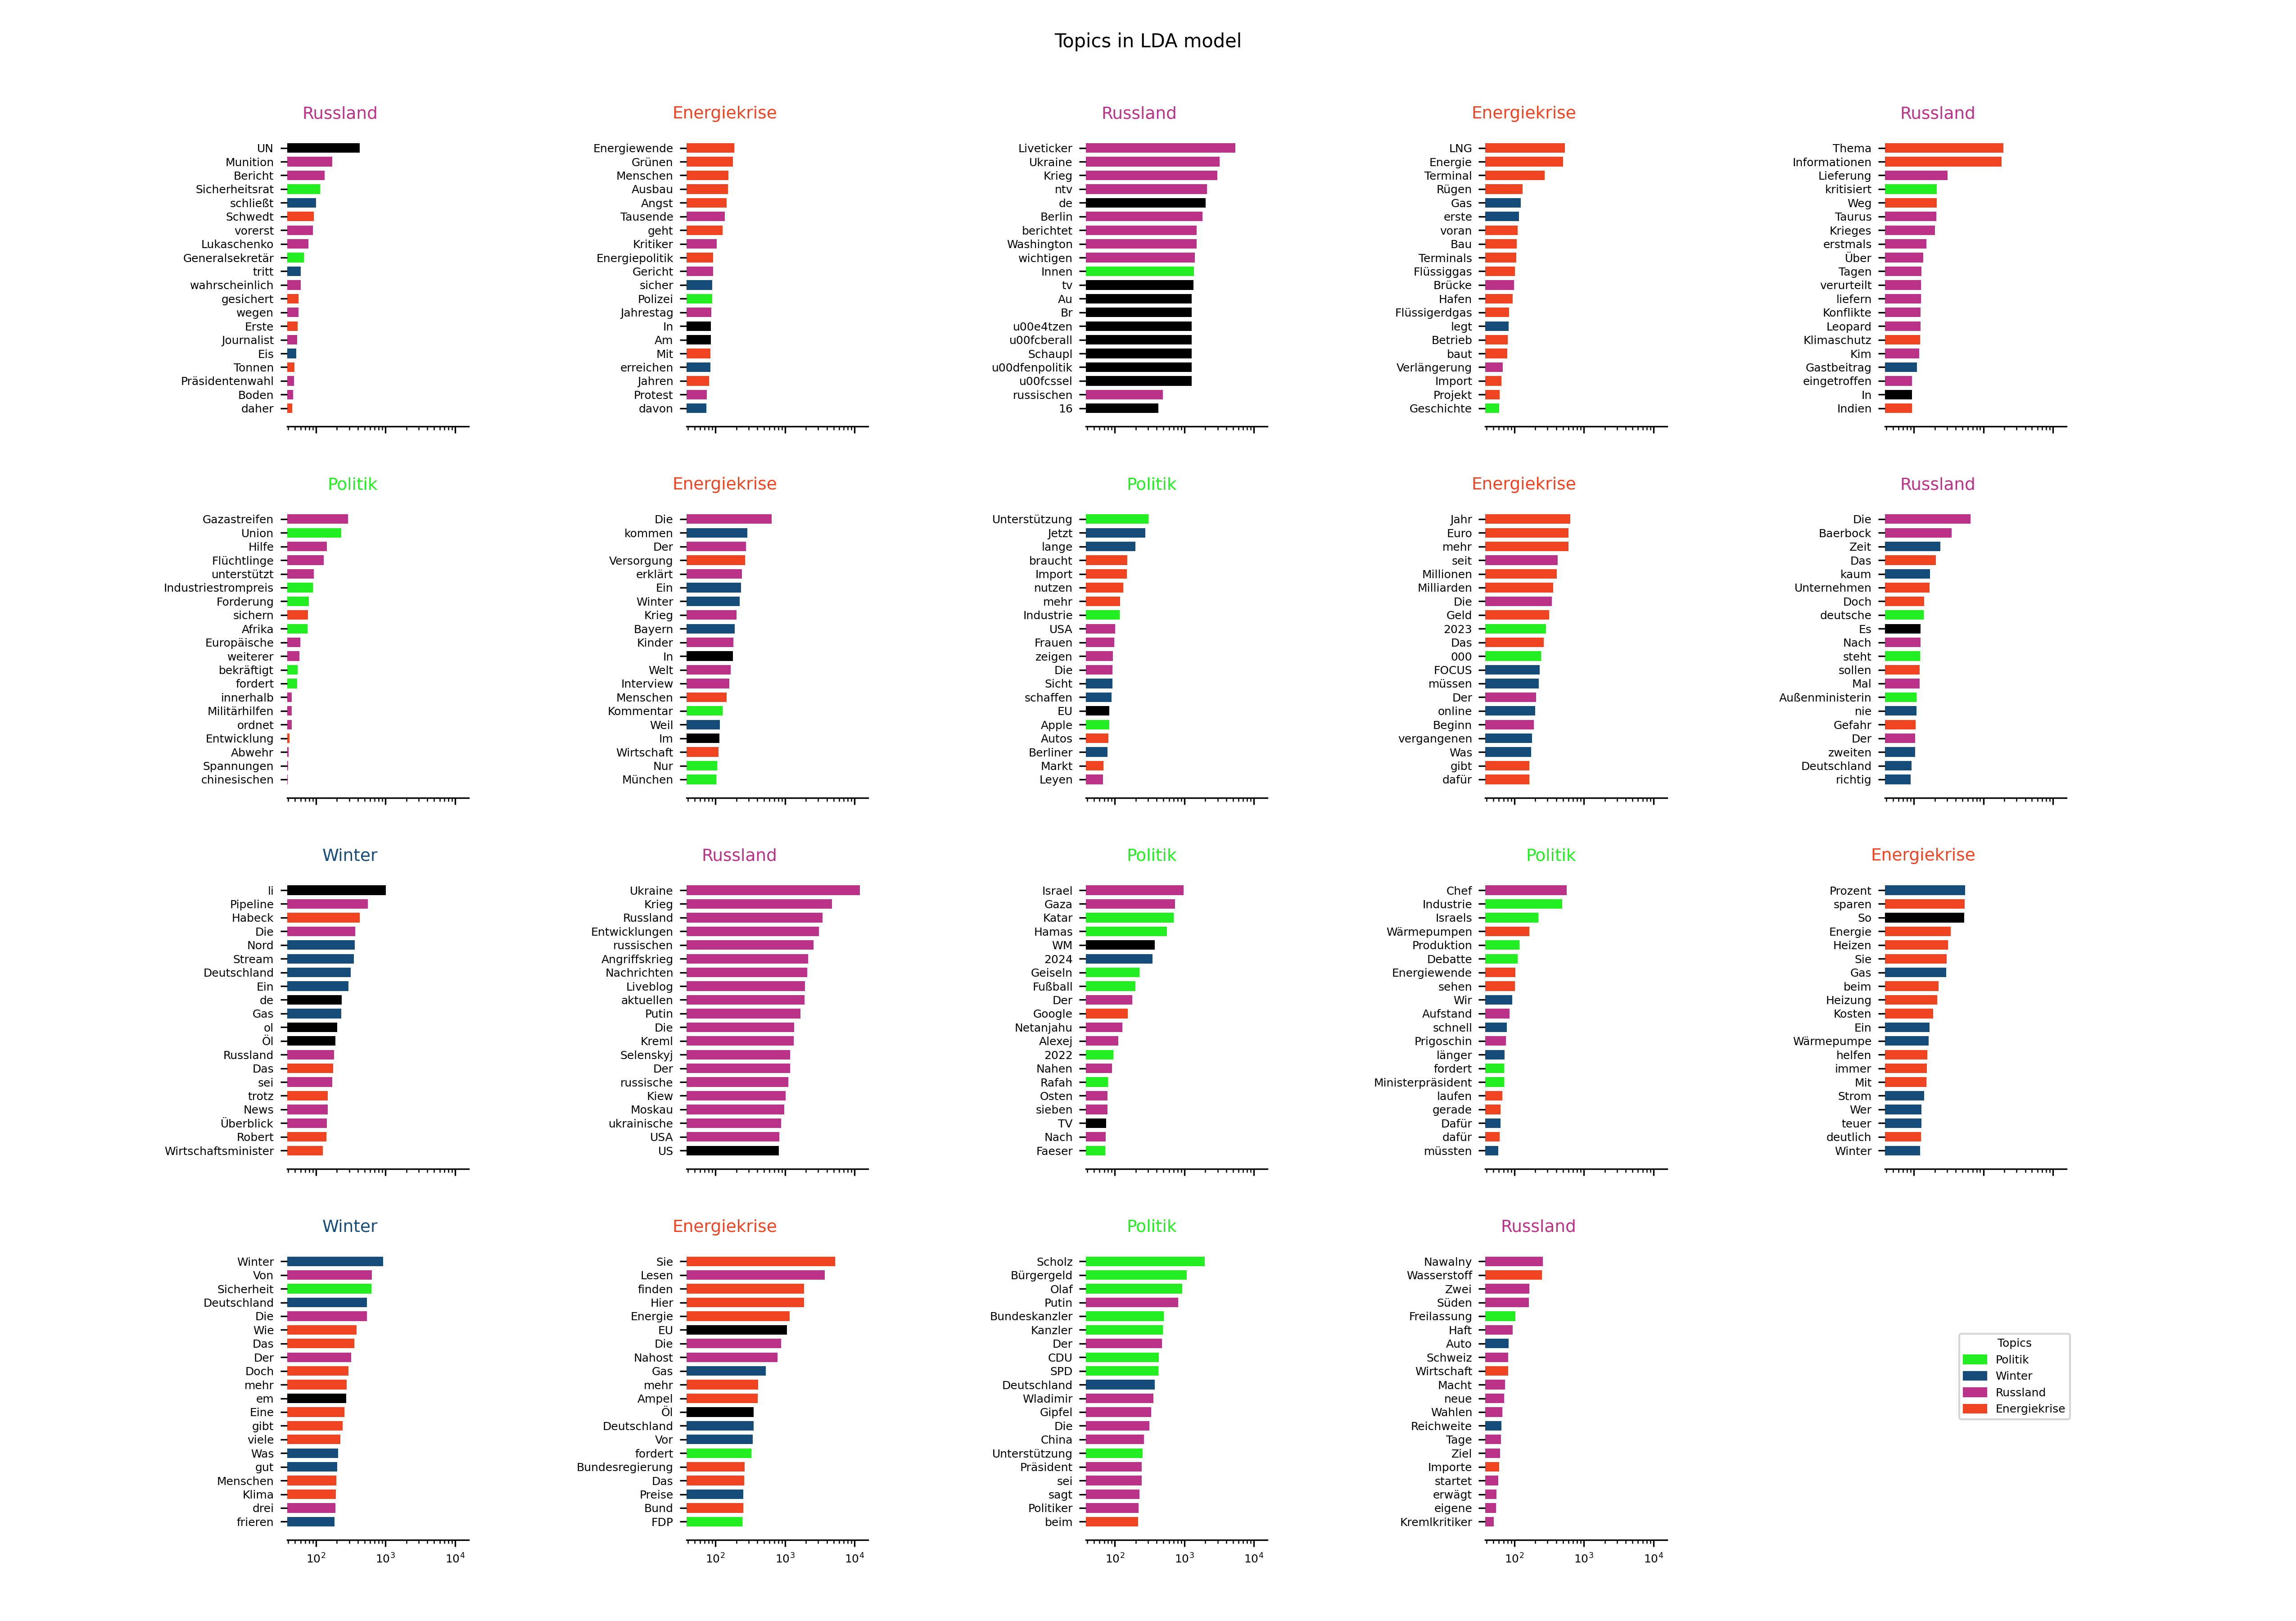 Topics in LDA model
Russland
UN
Munition
Bericht
Sicherheitsrat
schließt
Schwedt
vorerst
Lukaschenko
Generalsekretär
tritt
wahrscheinlich
gesichert
wegen
Erste
Journalist
Eis
Tonnen
Präsidentenwahl
Boden
daher
Energiekrise
Energiewende
Grünen
Menschen
Ausbau
Angst
Tausende
geht
Kritiker
Energiepolitik
Gericht
sicher
Polizei
Jahrestag
In
Am
Mit
erreichen
Jahren
Protest
davon
Russland
Liveticker
Ukraine
Krieg
ntv
de
Berlin
berichtet
Washington
wichtigen
Innen
tv
Au
Br
u00e4tzen
u00fcberall
Schaupl
u00dfenpolitik
u00fcssel
russischen
16
Energiekrise
LNG
Energie
Terminal
Rügen
Gas
erste
voran
Bau
Terminals
Flüssiggas
Brücke
Hafen
Flüssigerdgas
legt
Betrieb
baut
Verlängerung
Import
Projekt
Geschichte
Russland
Thema
Informationen
Lieferung
kritisiert
Weg
Taurus
Krieges
erstmals
Über
Tagen
verurteilt
liefern
Konflikte
Leopard
Klimaschutz
Kim
Gastbeitrag
eingetroffen
In
Indien
Politik
Gazastreifen
Union
Hilfe
Flüchtlinge
unterstützt
Industriestrompreis
Forderung
sichern
Afrika
Europäische
weiterer
bekräftigt
fordert
innerhalb
Militärhilfen
ordnet
Entwicklung
Abwehr
Spannungen
chinesischen
Energiekrise
Die
kommen
Der
Versorgung
erklärt
Ein
Winter
Krieg
Bayern
Kinder
In
Welt
Interview
Menschen
Kommentar
Weil
Im
Wirtschaft
Nur
München
Politik
Unterstützung
Jetzt
lange
braucht
Import
nutzen
mehr
Industrie
USA
Frauen
zeigen
Die
Sicht
schaffen
EU
Apple
Autos
Berliner
Markt
Leyen
Energiekrise
Jahr
Euro
mehr
seit
Millionen
Milliarden
Die
Geld
2023
Das
000
FOCUS
müssen
Der
online
Beginn
vergangenen
Was
gibt
dafür
Russland
Die
Baerbock
Zeit
Das
kaum
Unternehmen
Doch
deutsche
Es
Nach
steht
sollen
Mal
Außenministerin
nie
Gefahr
Der
zweiten
Deutschland
richtig
Winter
li
Pipeline
Habeck
Die
Nord
Stream
Deutschland
Ein
de
Gas
ol
Öl
Russland
Das
sei
trotz
News
Überblick
Robert
Wirtschaftsminister
Russland
Ukraine
Krieg
Russland
Entwicklungen
russischen
Angriffskrieg
Nachrichten
Liveblog
aktuellen
Putin
Die
Kreml
Selenskyj
Der
russische
Kiew
Moskau
ukrainische
USA
US
Politik
Israel
Gaza
Katar
Hamas
WM
2024
Geiseln
Fußball
Der
Google
Netanjahu
Alexej
2022
Nahen
Rafah
Osten
sieben
TV
Nach
Faeser
Politik
Chef
Industrie
Israels
Wärmepumpen
Produktion
Debatte
Energiewende
sehen
Wir
Aufstand
schnell
Prigoschin
länger
fordert
Ministerpräsident
laufen
gerade
Dafür
dafür
müssten
Energiekrise
Prozent
sparen
So
Energie
Heizen
Sie
Gas
beim
Heizung
Kosten
Ein
Wärmepumpe
helfen
immer
Mit
Strom
Wer
teuer
deutlich
Winter
Winter
Winter
Von
Sicherheit
Deutschland
Die
Wie
Das
Der
Doch
mehr
em
Eine
gibt
viele
Was
gut
Menschen
Klima
drei
frieren
10² 10³ 10⁴
Energiekrise
Sie
Lesen
finden
Hier
Energie
EU
Die
Nahost
Gas
mehr
Ampel
Öl
Deutschland
Vor
fordert
Bundesregierung
Das
Preise
Bund
FDP
10² 10³ 10⁴
Politik
Scholz
Bürgergeld
Olaf
Putin
Bundeskanzler
Kanzler
Der
CDU
SPD
Deutschland
Wladimir
Gipfel
Die
China
Unterstützung
Präsident
sei
sagt
Politiker
beim
10² 10³ 10⁴
Russland
Nawalny
Wasserstoff
Zwei
Süden
Freilassung
Haft
Auto
Schweiz
Wirtschaft
Macht
neue
Wahlen
Reichweite
Tage
Ziel
Importe
startet
erwägt
eigene
Kremlkritiker
10² 10³ 10⁴
Topics
Politik
Winter
Russland
Energiekrise